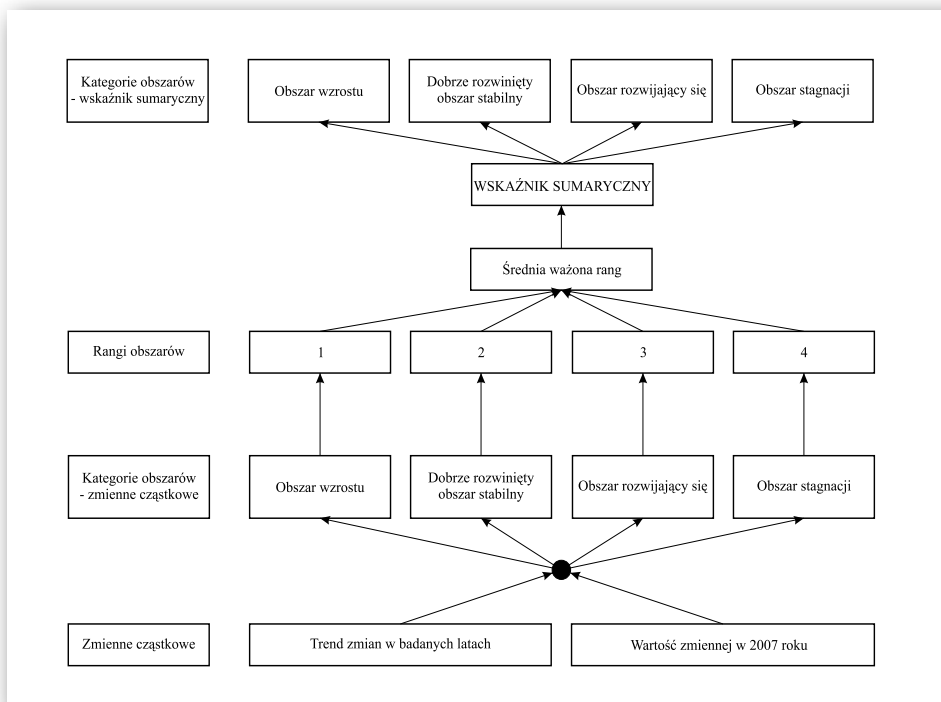 Kategorie obszarów
- wskaźnik sumaryczny
Obszar wzrostu
Dobrze rozwinięty
obszar stabilny
Obszar rozwijający się
Obszar stagnacji
WSKAŹNIK SUMARYCZNY
Średnia ważona rang
Rangi obszarów
1
2
3
4
Kategorie obszarów
- zmienne cząstkowe
Obszar wzrostu
Dobrze rozwinięty
obszar stabilny
Obszar rozwijający się
Obszar stagnacji
Zmienne cząstkowe
Trend zmian w badanych latach
Wartość zmiennej w 2007 roku